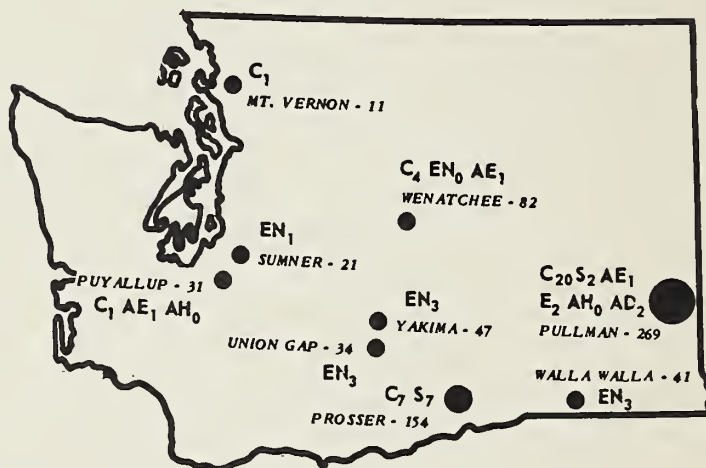 C₁
MT. VERNON - 11
C₄ EN₀ AE₁
WENATCHEE - 82
EN₁
SUMNER - 21
PUYALLUP - 31
C₁ AE₁ AH₀
C₂₀ S₂ AE₁
E₂ AH₀ AD₂
PULLMAN - 269
EN₃
YAKIMA - 47
UNION GAP - 34
EN₃
WALLA WALLA - 41
EN₃
C₇ S₇
PROSSER - 154